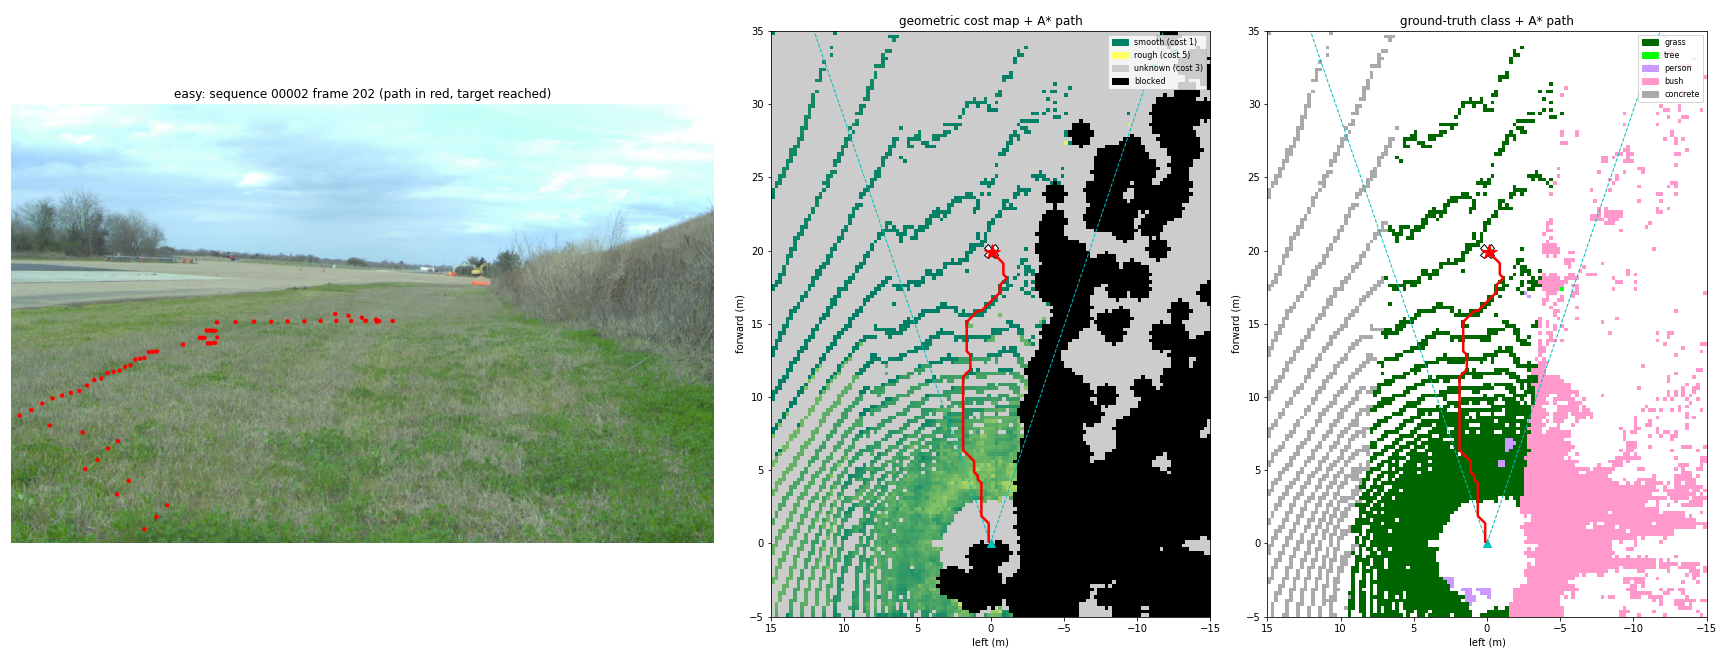 easy: sequence 00002 frame 202 (path in red, target reached)
geometric cost map + A* path
smooth (cost 1)
rough (cost 5)
unknown (cost 3)
blocked
35
30
25
20
15
10
5
0
−5
forward (m)
15
10
5
0
−5
−10
−15
left (m)
ground-truth class + A* path
grass
tree
person
bush
concrete
35
30
25
20
15
10
5
0
−5
forward (m)
15
10
5
0
−5
−10
−15
left (m)